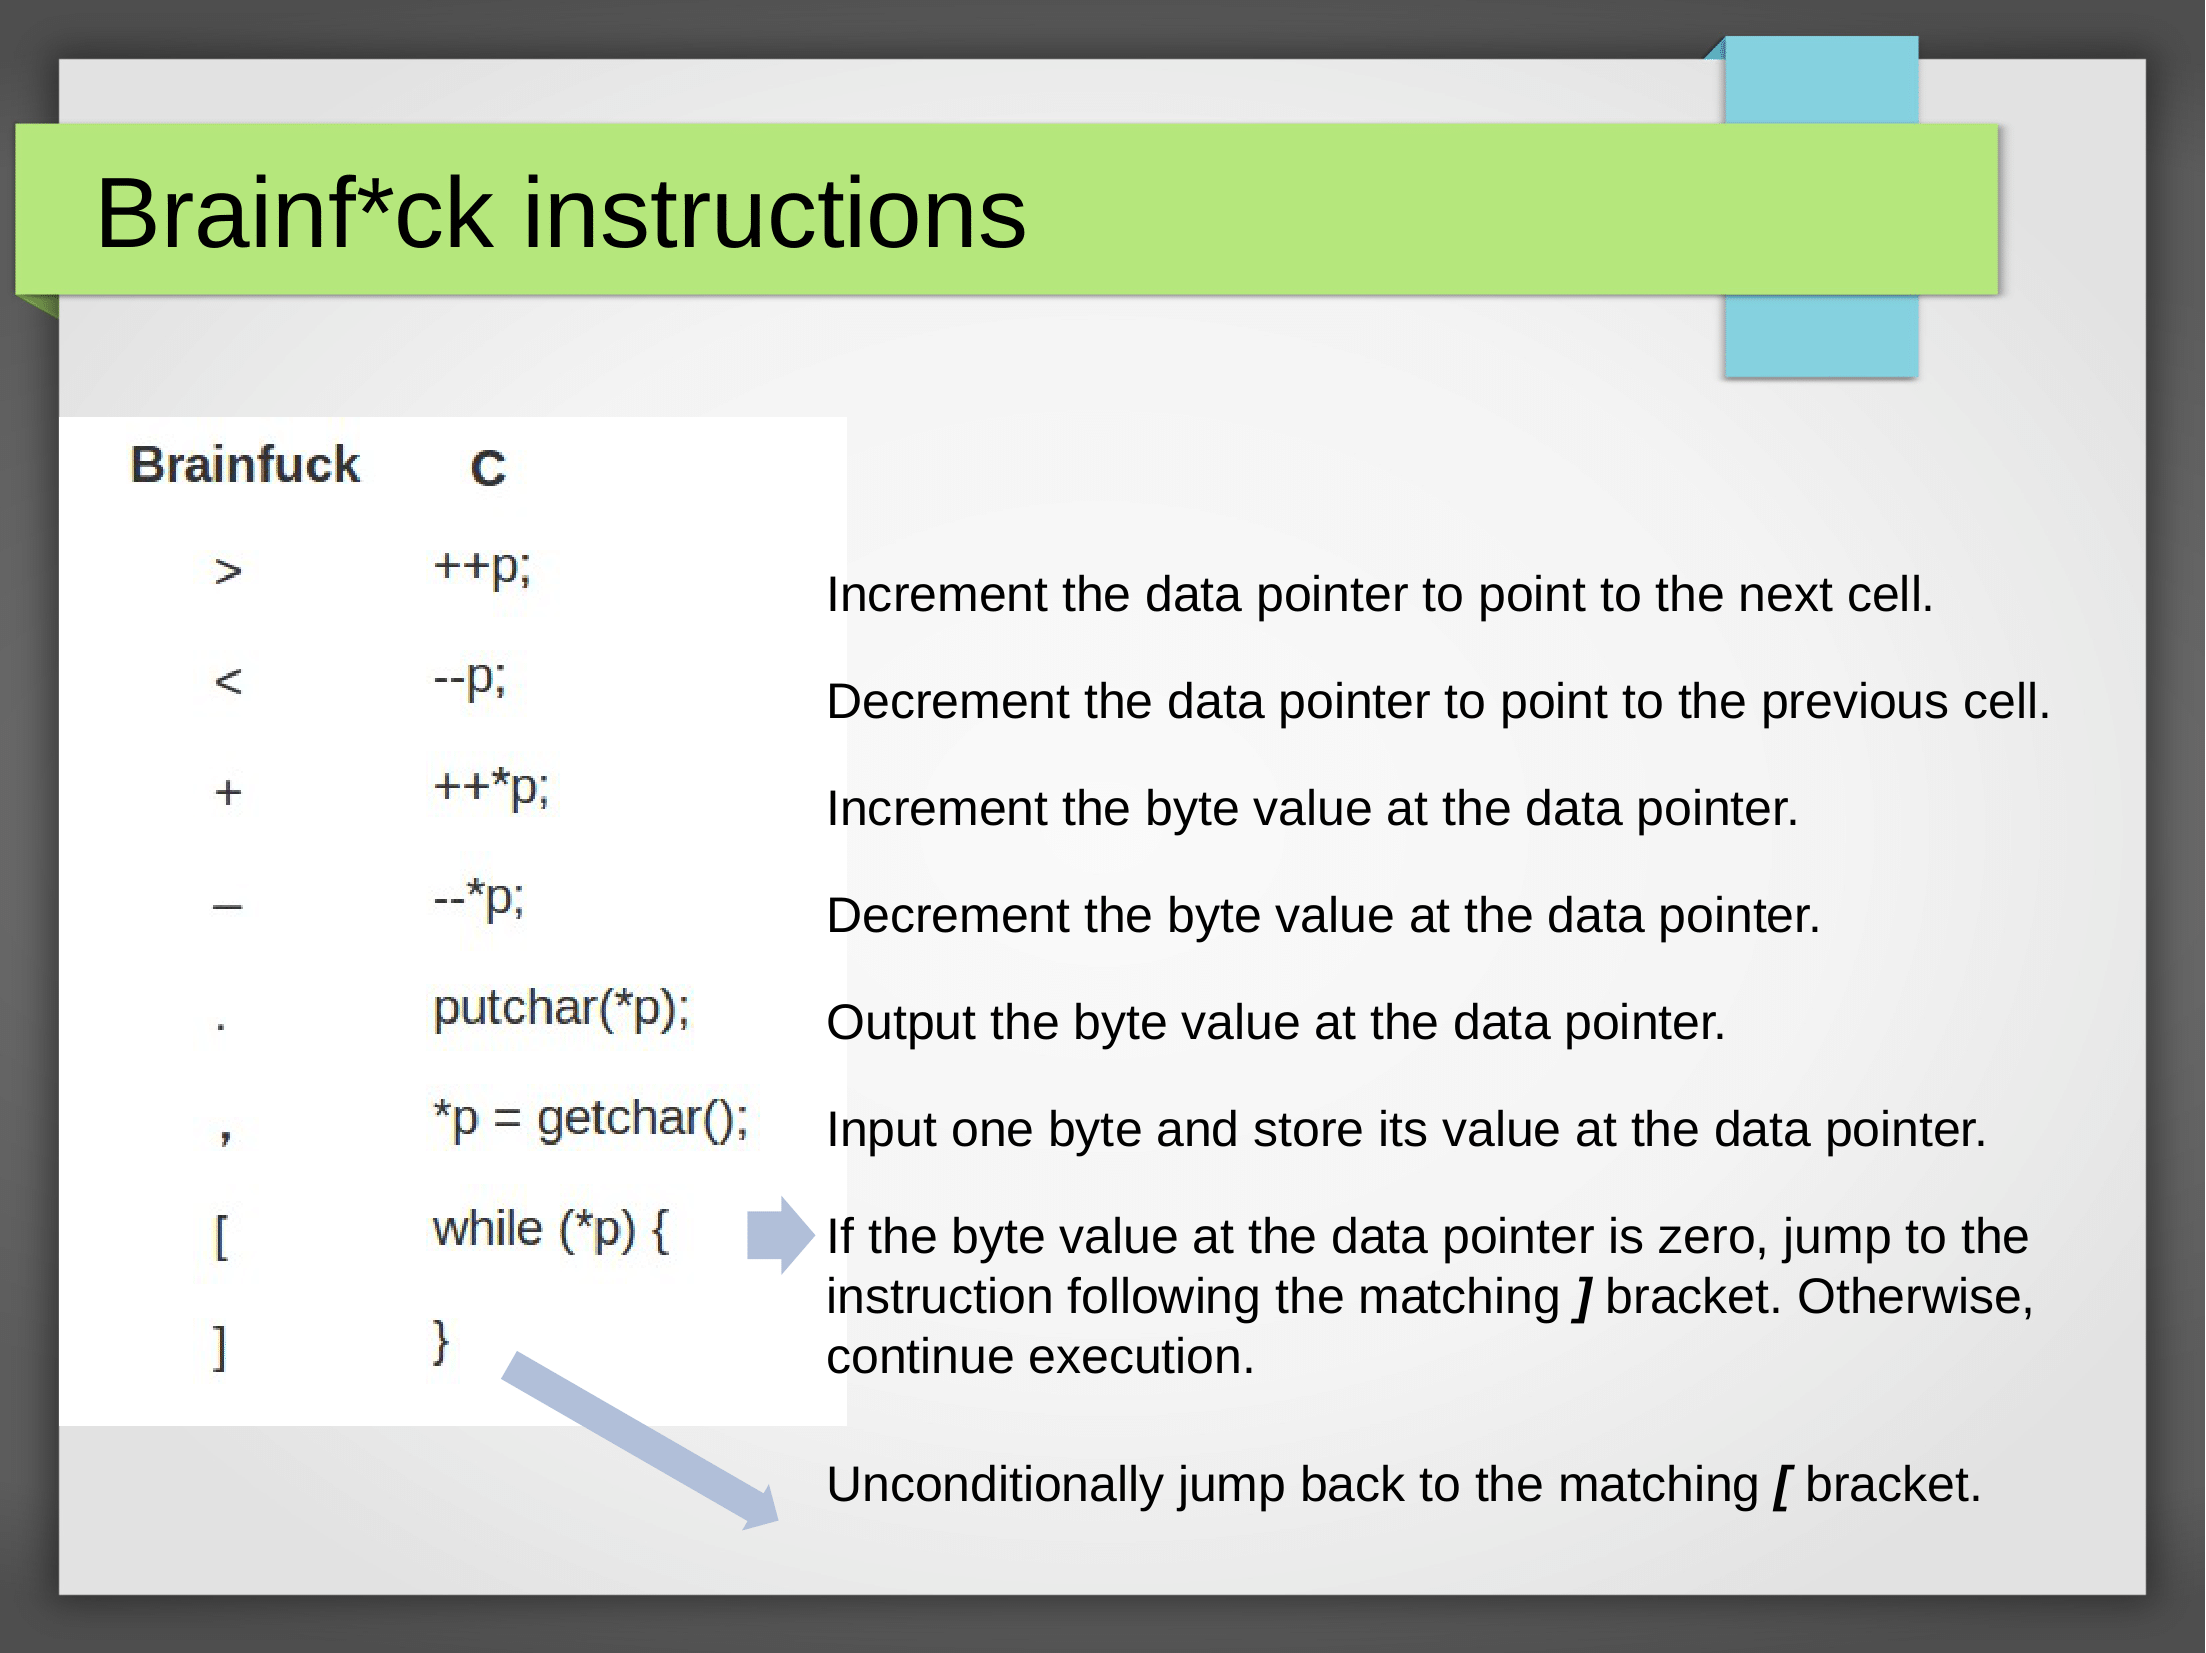 Brainf*ck instructions
Brainfuck C
> ++p; Increment the data pointer to point to the next cell.
< --p; Decrement the data pointer to point to the previous cell.
+ ++*p; Increment the byte value at the data pointer.
– --*p; Decrement the byte value at the data pointer.
. putchar(*p); Output the byte value at the data pointer.
, *p = getchar(); Input one byte and store its value at the data pointer.
[ while (*p) { If the byte value at the data pointer is zero, jump to the
instruction following the matching ] bracket. Otherwise,
continue execution.
] }
Unconditionally jump back to the matching [ bracket.